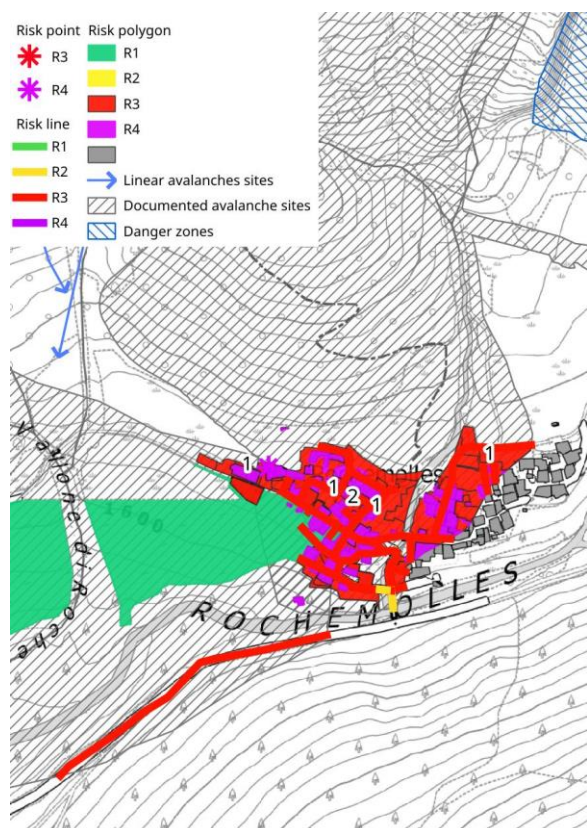 Risk point
R3
R4
Risk line
R1
R2
R3
R4
Risk polygon
R1
R2
R3
R4
Linear avalanches sites
Documented avalanche sites
Danger zones
1
1
1
2
1
1600
ROCHEMOLLES